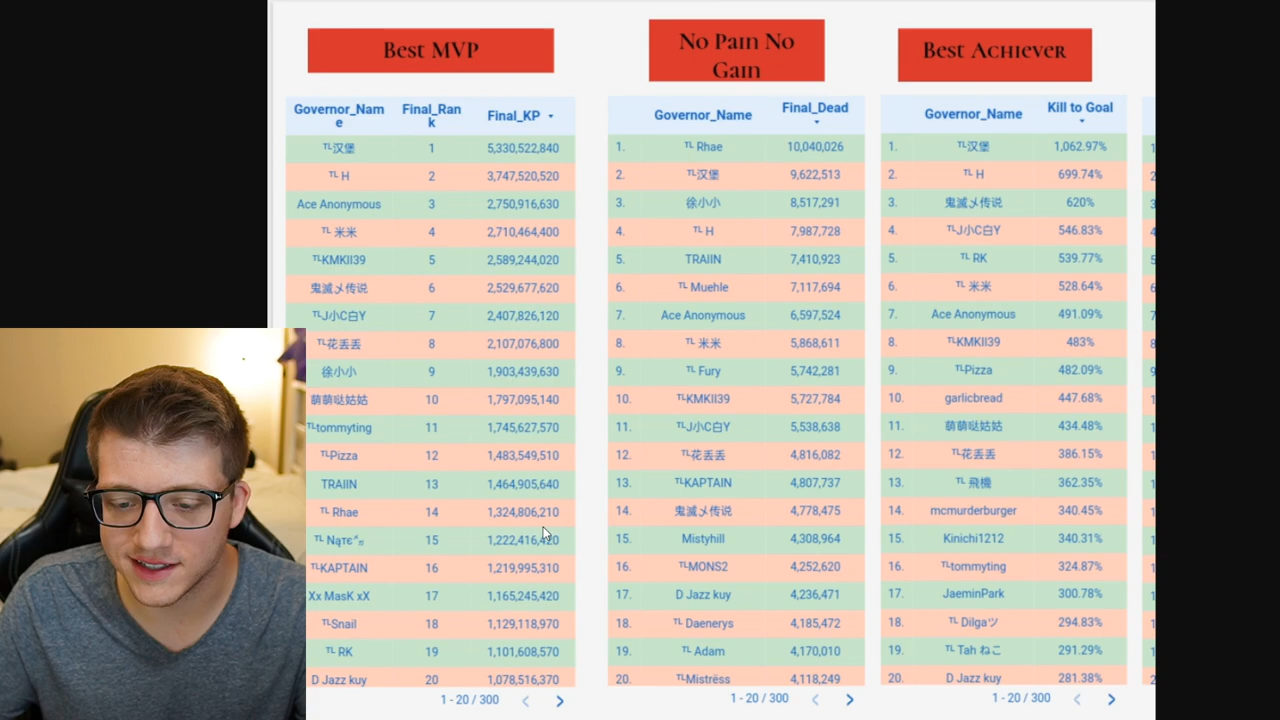 Best MVP
Governor_Nam
e
Final_Ran
k
Final_KP
TL汉堡 1 5,330,522,840
TL H 2 3,747,520,520
Ace Anonymous 3 2,750,916,630
TL 米米 4 2,710,464,400
TLKMKII39 5 2,589,244,020
鬼滅乄传说 6 2,529,677,620
TLJ小C白Y 7 2,407,826,120
TL花丢丢 8 2,107,076,800
徐小小 9 1,903,439,630
萌萌哒姑姑 10 1,797,095,140
TLtommyting 11 1,745,627,570
TLPizza 12 1,483,549,510
TRAIIN 13 1,464,905,640
TL Rhae 14 1,324,806,210
TL 15
TLKAPTAIN 16 1,219,995,310
Xx MasK xX 17 1,165,245,420
TLSnail 18 1,129,118,970
TL RK 19 1,101,608,570
D Jazz kuy 20 1,078,516,370
1 - 20 / 300
No Pain No
Gain
Governor_Name Final_Dead
1. TL Rhae 10,040,026
2. TL汉堡 9,622,513
3. 徐小小 8,517,291
4. TL H 7,987,728
5. TRAIIN 7,410,923
6. TL Muehle 7,117,694
7. Ace Anonymous 6,597,524
8. TL 米米 5,868,611
9. TL Fury 5,742,281
10. TLKMKII39 5,727,784
11. TLJ小C白Y 5,538,638
12. TL花丢丢 4,816,082
13. TLKAPTAIN 4,807,737
14. 鬼滅乄传说 4,778,475
15. Mistyhill 4,308,964
16. TLMONS2 4,252,620
17. D Jazz kuy 4,236,471
18. TL Daenerys 4,185,472
19. TL Adam 4,170,010
20. TLMistrëss 4,118,249
1 - 20 / 300
Best Achiever
Governor_Name Kill to Goal
1. TL汉堡 1,062.97%
2. TL H 699.74%
3. 鬼滅乄传说 620%
4. TLJ小C白Y 546.83%
5. TL RK 539.77%
6. TL 米米 528.64%
7. Ace Anonymous 491.09%
8. TLKMKII39 483%
9. TLPizza 482.09%
10. garlicbread 447.68%
11. 萌萌哒姑姑 434.48%
12. TL花丢丢 386.15%
13. TL 飛機 362.35%
14. mcmurderburger 340.45%
15. Kinichi1212 340.31%
16. TLtommyting 324.87%
17. JaeminPark 300.78%
18. TL Dilgaツ 294.83%
19. TL Tah ねこ 291.29%
20. D Jazz kuy 281.38%
1 - 20 / 300